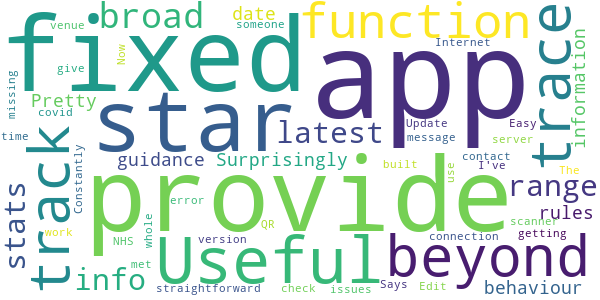 venue
broad
date
someone
function
Internet
Now
fixed
star
app
trace
information
give
missing
Pretty
covid
time
latest
Update
message
Easy
server
guidance
Surprisingly
built
contact
I've
use
The
range
stats
track
Constantly
provide
error
rules
work
NHS
whole
QR
scanner
getting
version
connection
beyond
met
Useful
info
straightforward
check
issues
Says
Edit
behaviour